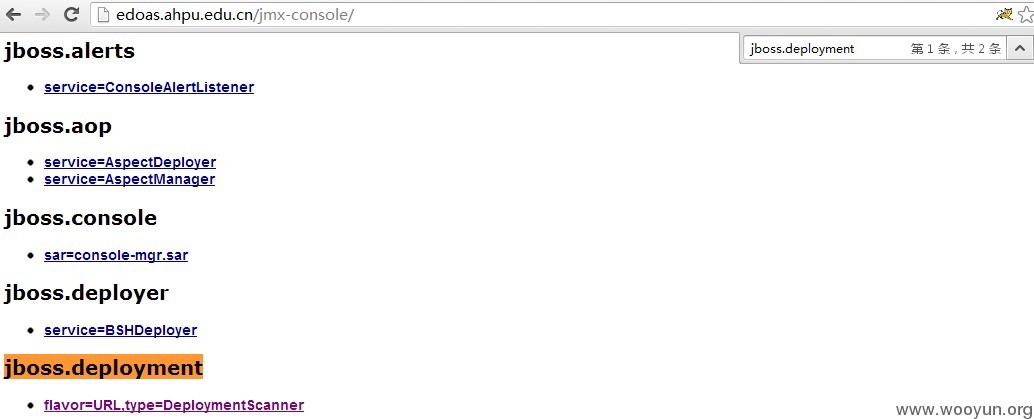 edoas.ahpu.edu.cn/jmx-console/
jboss.deployment 第 1 条，共 2 条
jboss.alerts
service=ConsoleAlertListener
jboss.aop
service=AspectDeployer
service=AspectManager
jboss.console
sar=console-mgr.sar
jboss.deployer
service=BSHDeployer
jboss.deployment
flavor=URL,type=DeploymentScanner
www.wooyun.org